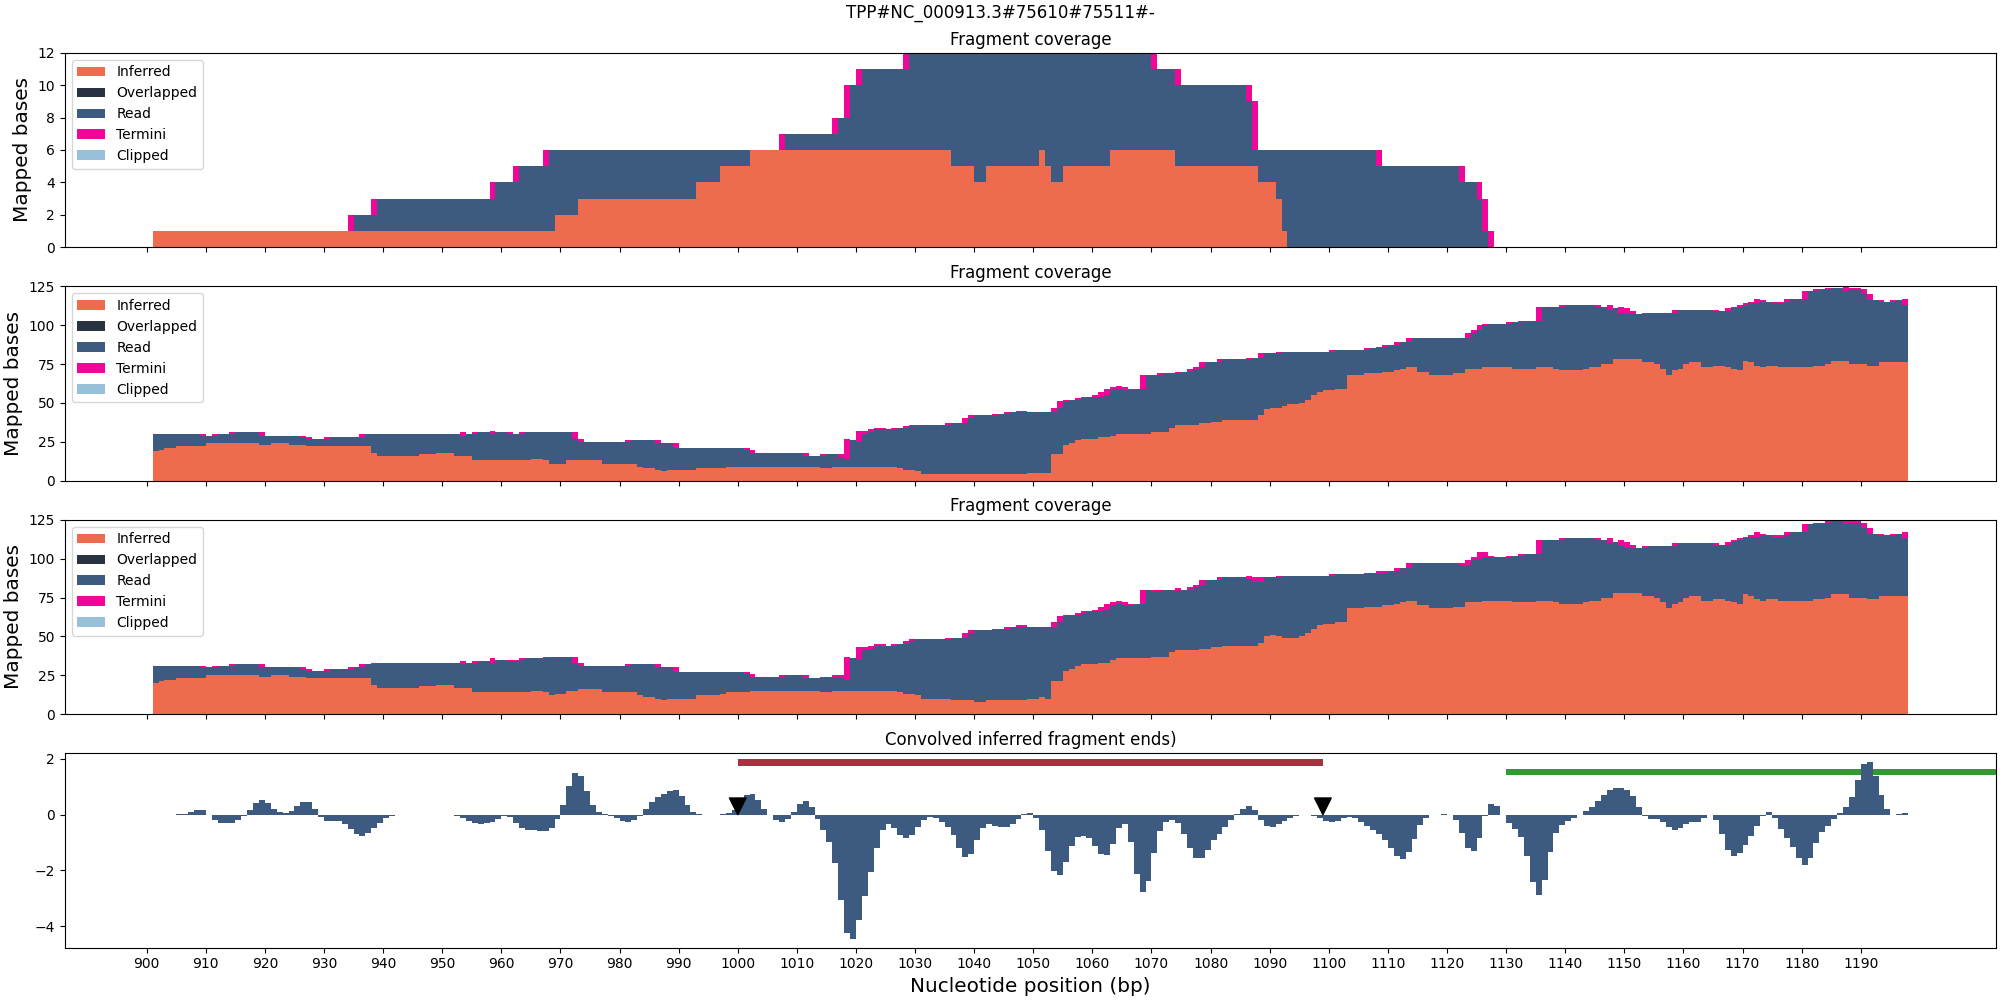 TPP#NC_000913.3#75610#75511#-
Fragment coverage
Mapped bases
12
10
8
6
4
2
0
Inferred
Overlapped
Read
Termini
Clipped
Fragment coverage
Mapped bases
125
100
75
50
25
0
Inferred
Overlapped
Read
Termini
Clipped
Fragment coverage
Mapped bases
125
100
75
50
25
0
Inferred
Overlapped
Read
Termini
Clipped
Convolved inferred fragment ends)
2
0
−2
−4
900 910 920 930 940 950 960 970 980 990 1000 1010 1020 1030 1040 1050 1060 1070 1080 1090 1100 1110 1120 1130 1140 1150 1160 1170 1180 1190
Nucleotide position (bp)